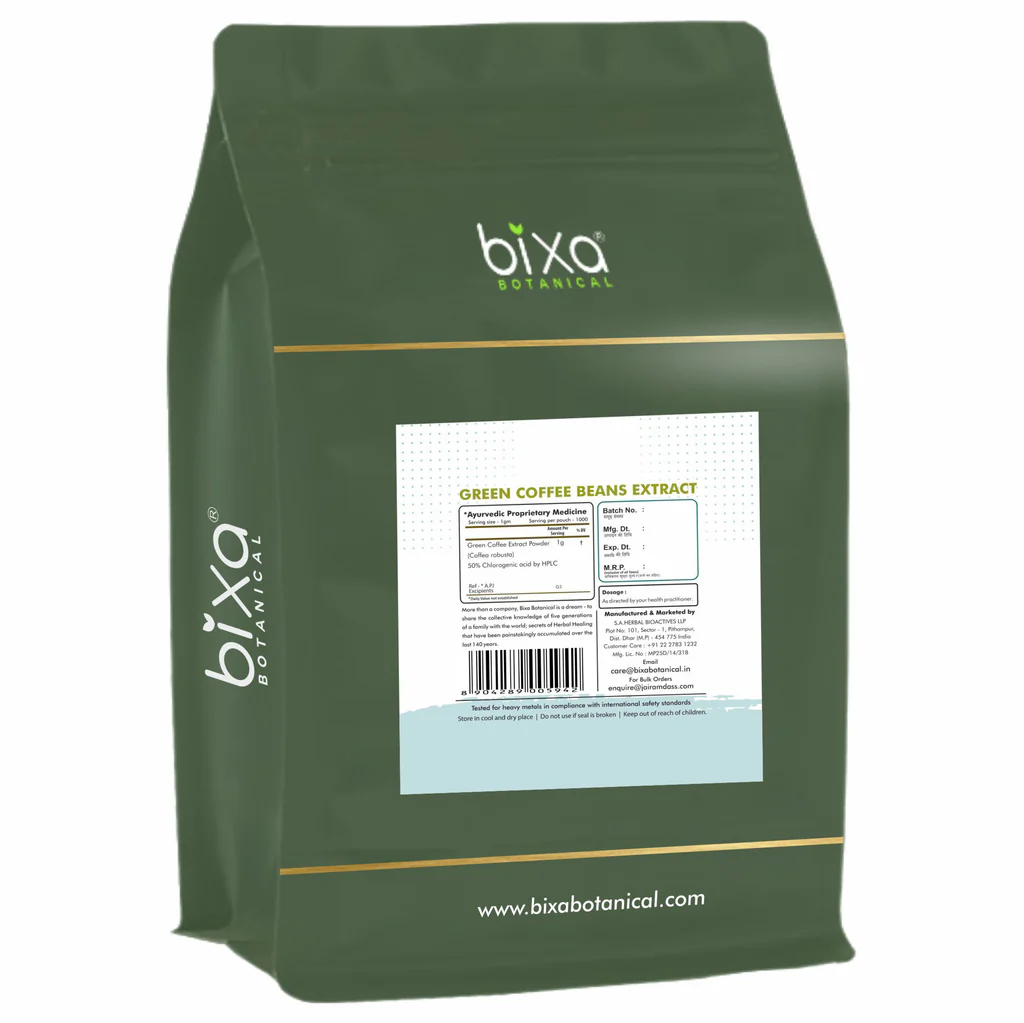 bixa®
BOTANICAL
bixa®
BOTANICAL
GREEN COFFEE BEANS EXTRACT
*Ayurvedic Proprietary Medicine
Serving size - 1gm Serving per pouch - 1000
Amount Per
Serving
% DV
Green Coffee Extract Powder 1g †
(Coffea robusta)
50% Chlorogenic acid by HPLC
Ref - * A.P.I
Excipients
Q.S
*Daily Value not established
More than a company, Bixa Botanical is a dream - to
share the collective knowledge of five generations
of a family with the world; secrets of Herbal Healing
that have been painstakingly accumulated over the
last 140 years.
8 904289 005942
Batch No. :
Mfg. Dt. :
Exp. Dt. :
M.R.P. :
(Inclusive of all Taxes)
Dosage :
As directed by your health practitioner.
Manufactured & Marketed by
S.A.HERBAL BIOACTIVES LLP
Plot No: 101, Sector - 1, Pithampur,
Dist. Dhar (M.P) - 454 775 India
Customer Care : +91 22 2783 1232
Mfg. Lic. No : MP25D/14/318
Email
care@bixabotanical.in
For Bulk Orders
enquire@jairamdass.com
Tested for heavy metals in compliance with international safety standards
Store in cool and dry place | Do not use if seal is broken | Keep out of reach of children.
www.bixabotanical.com